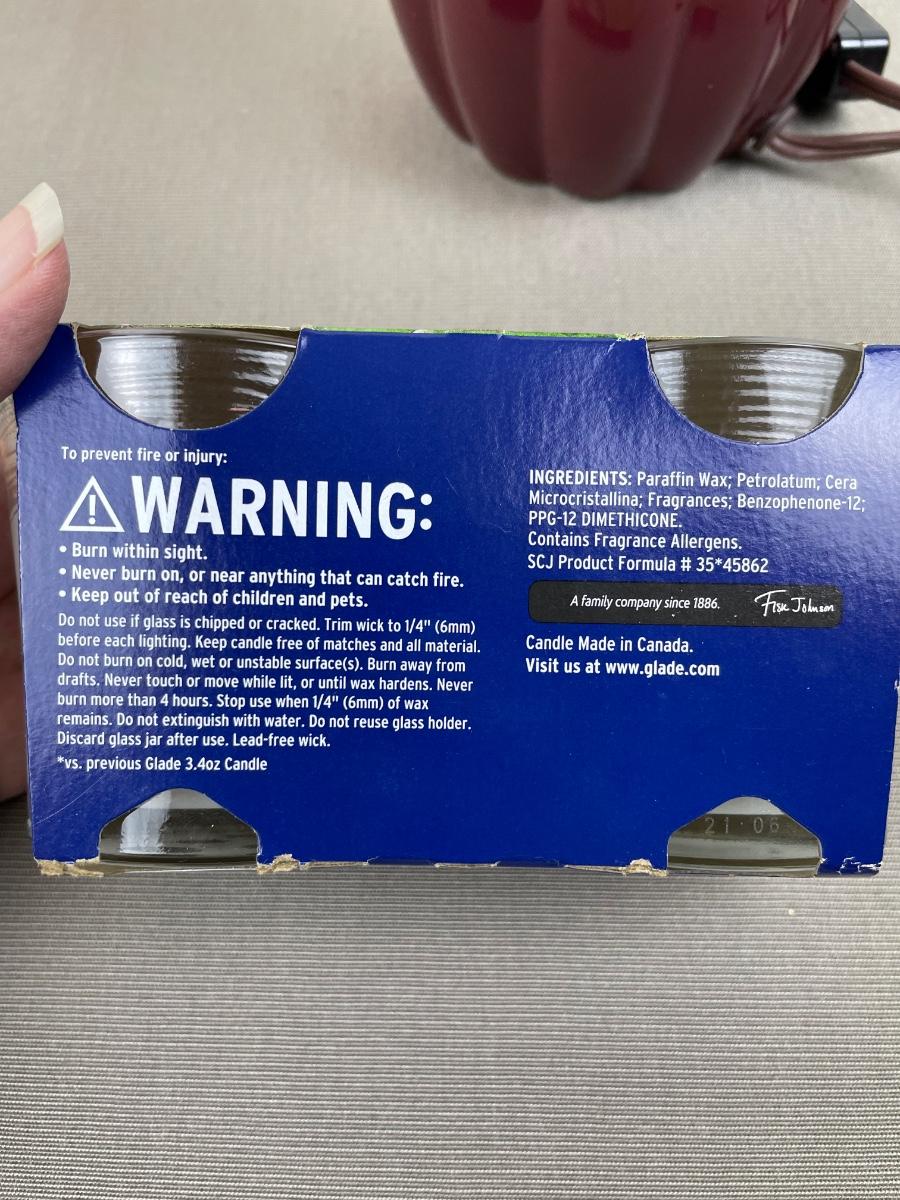 To prevent fire or injury:
WARNING:
• Burn within sight.
• Never burn on, or near anything that can catch fire.
• Keep out of reach of children and pets.
Do not use if glass is chipped or cracked. Trim wick to 1/4" (6mm)
before each lighting. Keep candle free of matches and all material.
Do not burn on cold, wet or unstable surface(s). Burn away from
drafts. Never touch or move while lit, or until wax hardens. Never
burn more than 4 hours. Stop use when 1/4" (6mm) of wax
remains. Do not extinguish with water. Do not reuse glass holder.
Discard glass jar after use. Lead-free wick.
*vs. previous Glade 3.4oz Candle
INGREDIENTS: Paraffin Wax; Petrolatum; Cera
Microcristallina; Fragrances; Benzophenone-12;
PPG-12 DIMETHICONE.
Contains Fragrance Allergens.
SCJ Product Formula # 35*45862
A family company since 1886. Fisk Johnson
Candle Made in Canada.
Visit us at www.glade.com
21 · 06